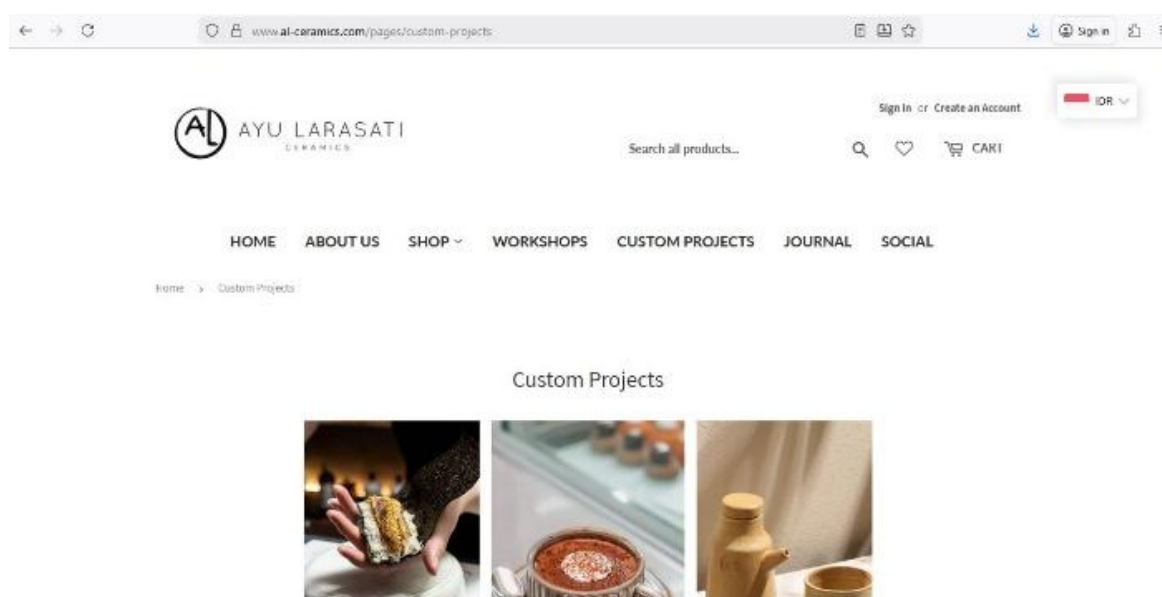 www.al-ceramics.com/pages/custom-projects
Sign in
Sign In or Create an Account
IDR
AL AYU LARASATI
CERAMICS
Search all products...
CART
HOME ABOUT US SHOP WORKSHOPS CUSTOM PROJECTS JOURNAL SOCIAL
Home > Custom Projects
Custom Projects